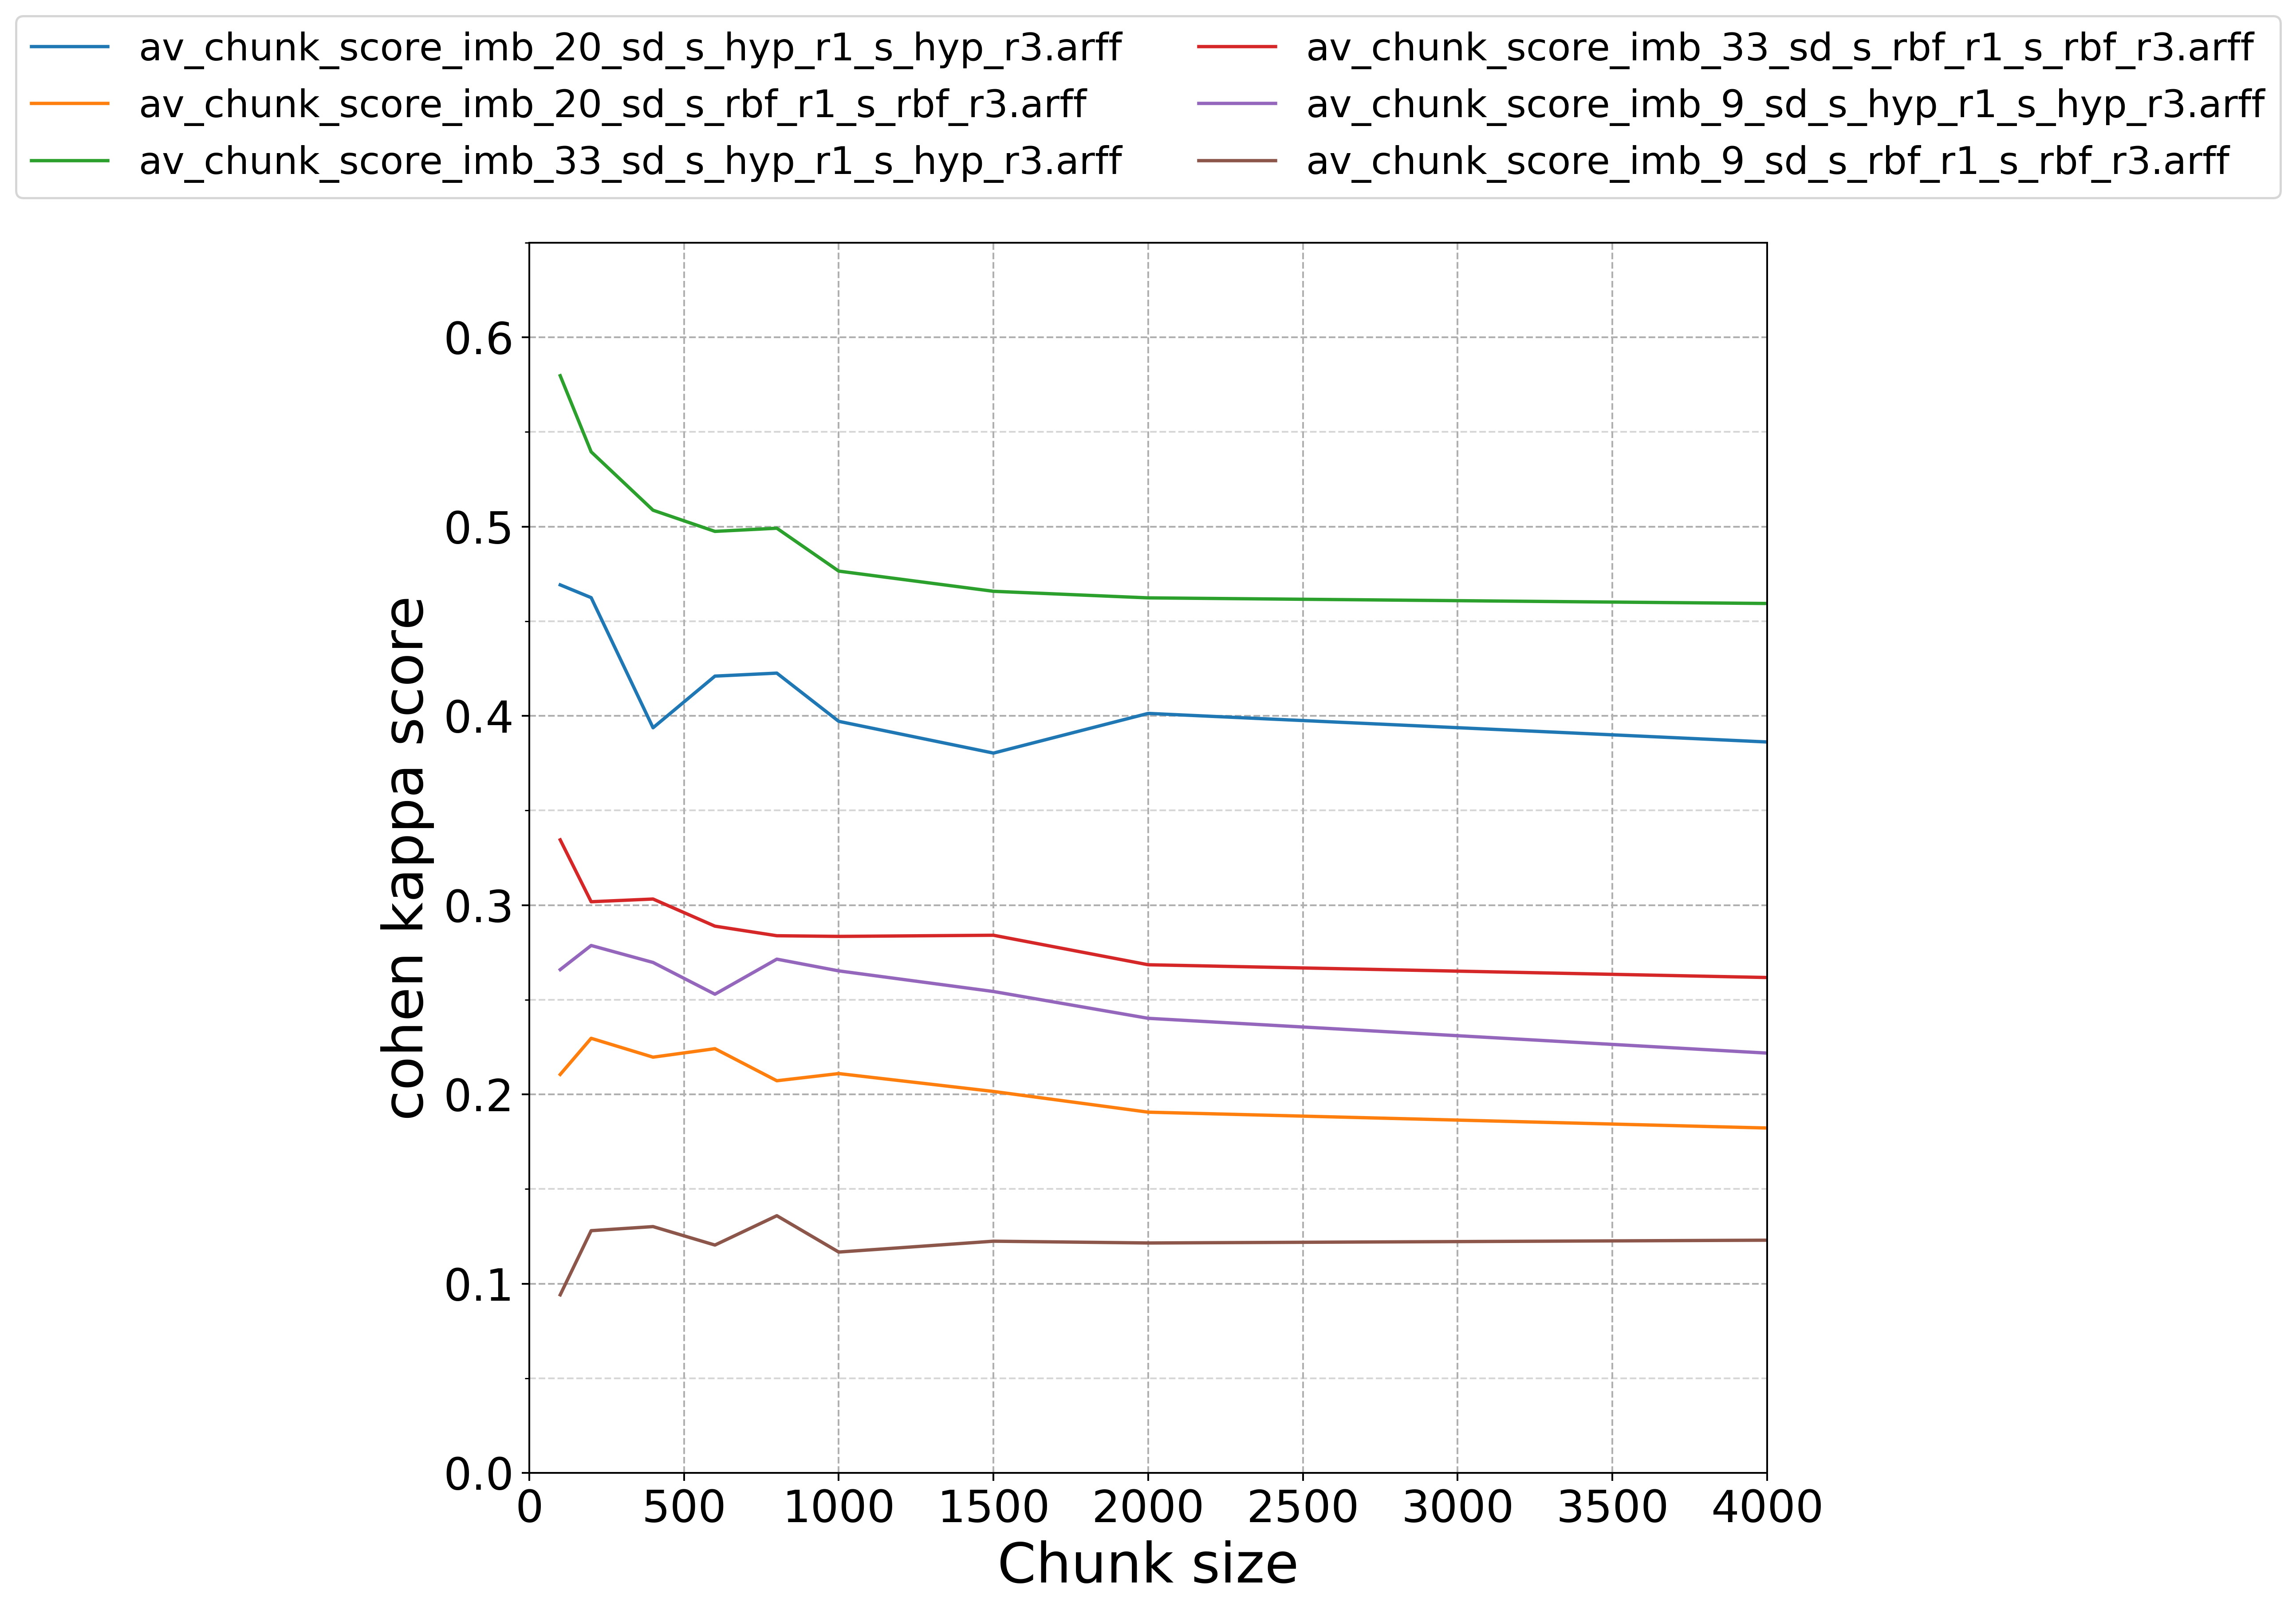 av_chunk_score_imb_20_sd_s_hyp_r1_s_hyp_r3.arff
av_chunk_score_imb_20_sd_s_rbf_r1_s_rbf_r3.arff
av_chunk_score_imb_33_sd_s_hyp_r1_s_hyp_r3.arff
av_chunk_score_imb_33_sd_s_rbf_r1_s_rbf_r3.arff
av_chunk_score_imb_9_sd_s_hyp_r1_s_hyp_r3.arff
av_chunk_score_imb_9_sd_s_rbf_r1_s_rbf_r3.arff
cohen kappa score
0.6
0.5
0.4
0.3
0.2
0.1
0.0
0 500 1000 1500 2000 2500 3000 3500 4000
Chunk size